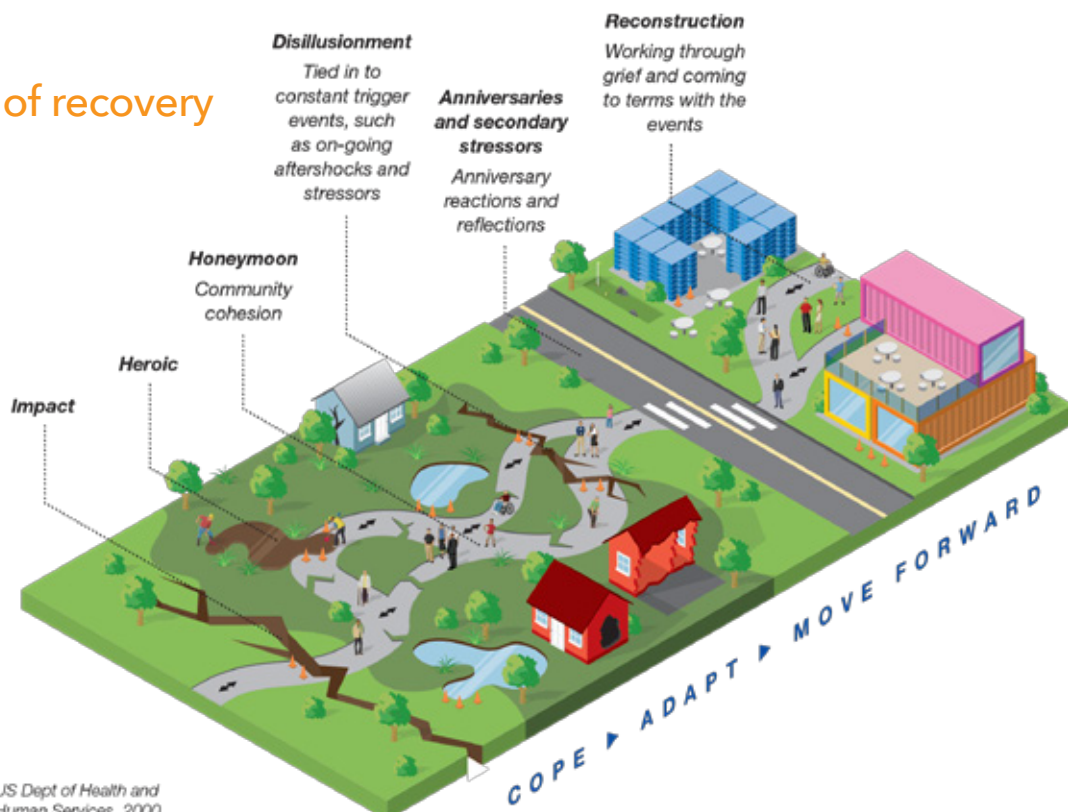 of recovery
Reconstruction
Working through
grief and coming
to terms with the
events
Disillusionment
Tied in to
constant trigger
events, such
as on-going
aftershocks and
stressors
Anniversaries
and secondary
stressors
Anniversary
reactions and
reflections
Honeymoon
Community
cohesion
Heroic
Impact
COPE ▶ ADAPT ▶ MOVE FORWARD
US Dept of Health and
Human Services, 2000